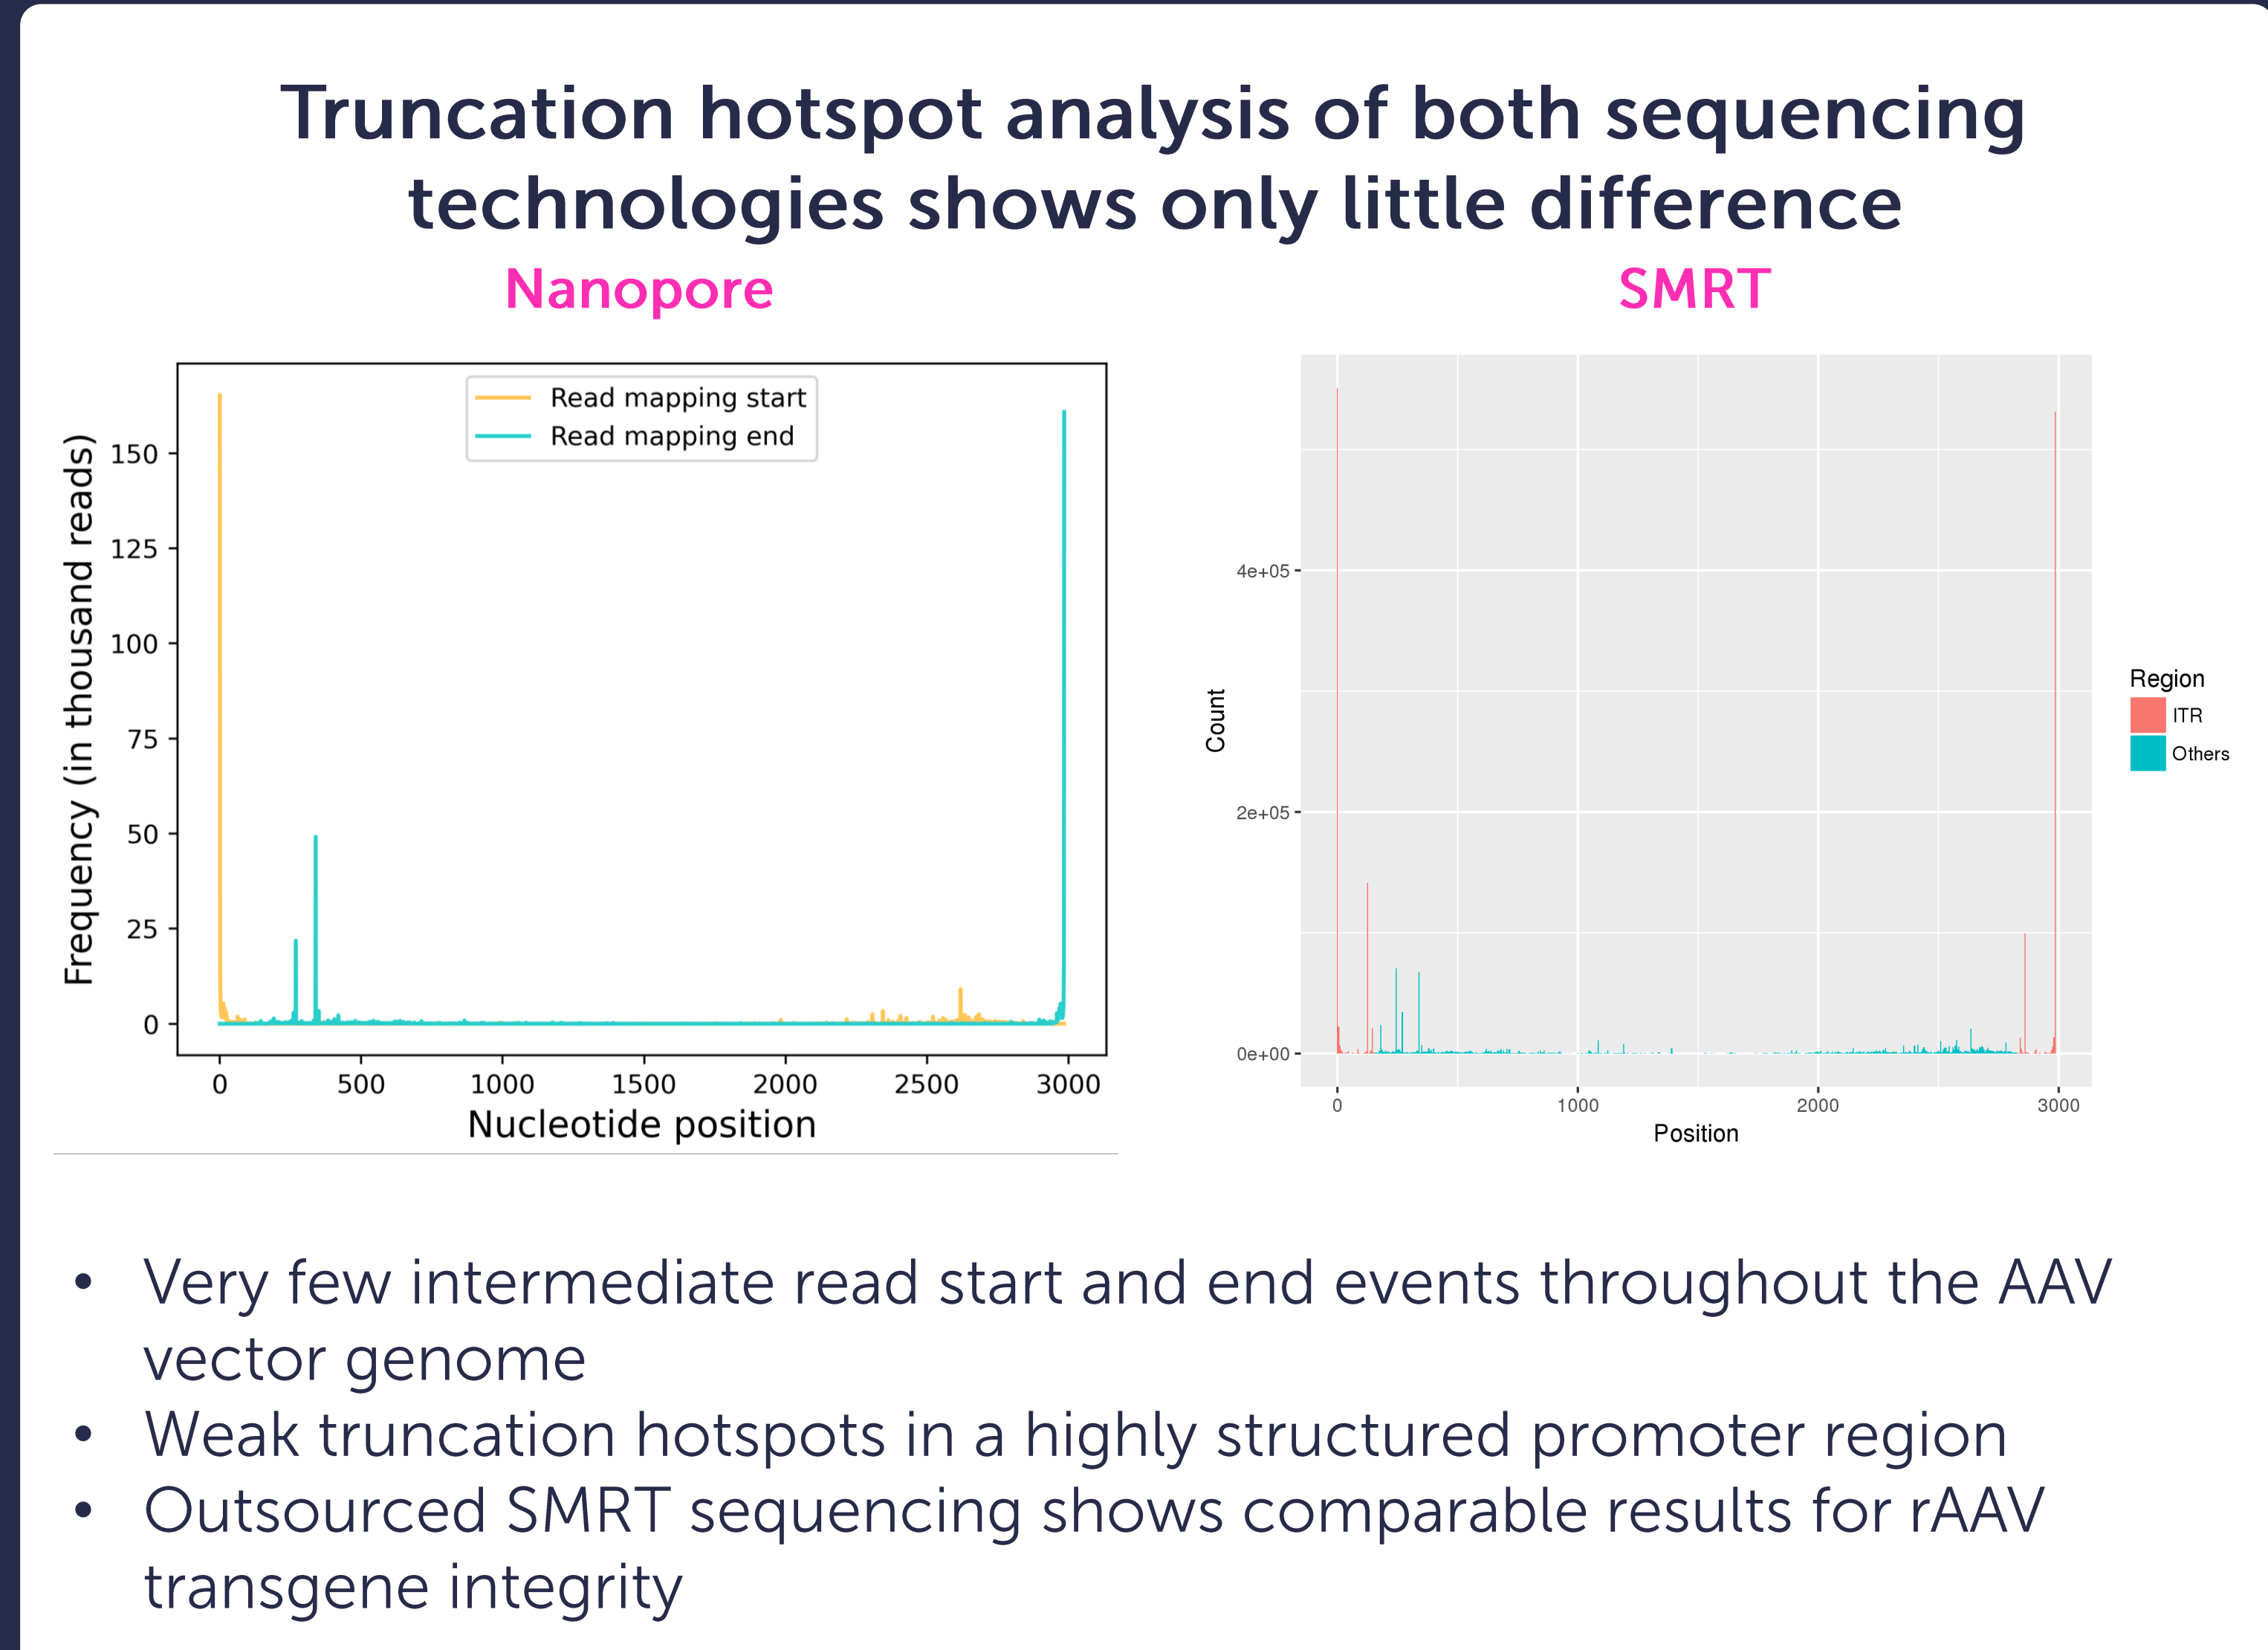 Truncation hotspot analysis of both sequencing
technologies shows only little difference
Nanopore
SMRT
Read mapping start
Read mapping end
Frequency (in thousand reads)
150
125
100
75
50
25
0
0 500 1000 1500 2000 2500 3000
Nucleotide position
Count
4e+05
2e+05
0e+00
0 1000 2000 3000
Position
Region
ITR
Others
• Very few intermediate read start and end events throughout the AAV
vector genome
• Weak truncation hotspots in a highly structured promoter region
• Outsourced SMRT sequencing shows comparable results for rAAV
transgene integrity